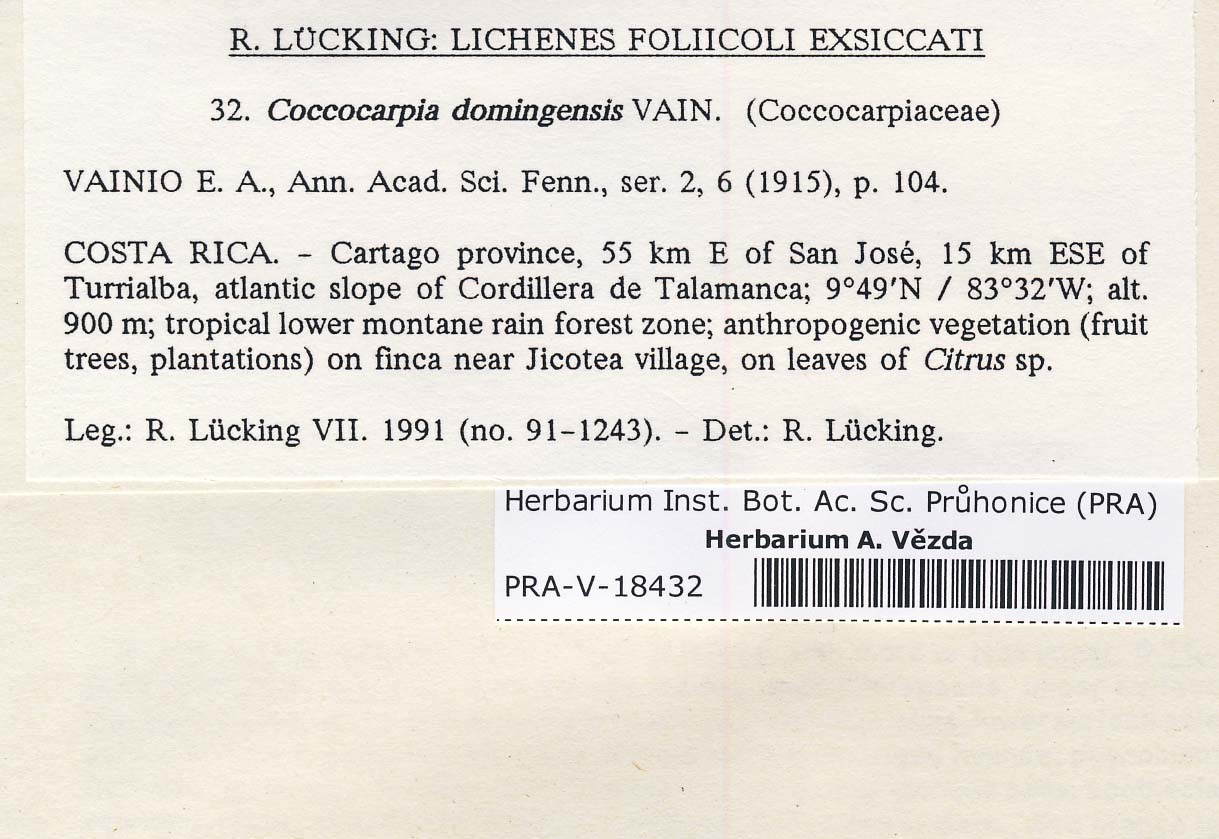 R. LÜCKING: LICHENES FOLIICOLI EXSICCATI
32. Coccocarpia domingensis VAIN. (Coccocarpiaceae)
VAINIO E. A., Ann. Acad. Sci. Fenn., ser. 2, 6 (1915), p. 104.
COSTA RICA. – Cartago province, 55 km E of San José, 15 km ESE of
Turrialba, atlantic slope of Cordillera de Talamanca; 9°49′N / 83°32′W; alt.
900 m; tropical lower montane rain forest zone; anthropogenic vegetation (fruit
trees, plantations) on finca near Jicotea village, on leaves of Citrus sp.
Leg.: R. Lücking VII. 1991 (no. 91–1243). – Det.: R. Lücking.
Herbarium Inst. Bot. Ac. Sc. Průhonice (PRA)
Herbarium A. Vězda
PRA-V-18432